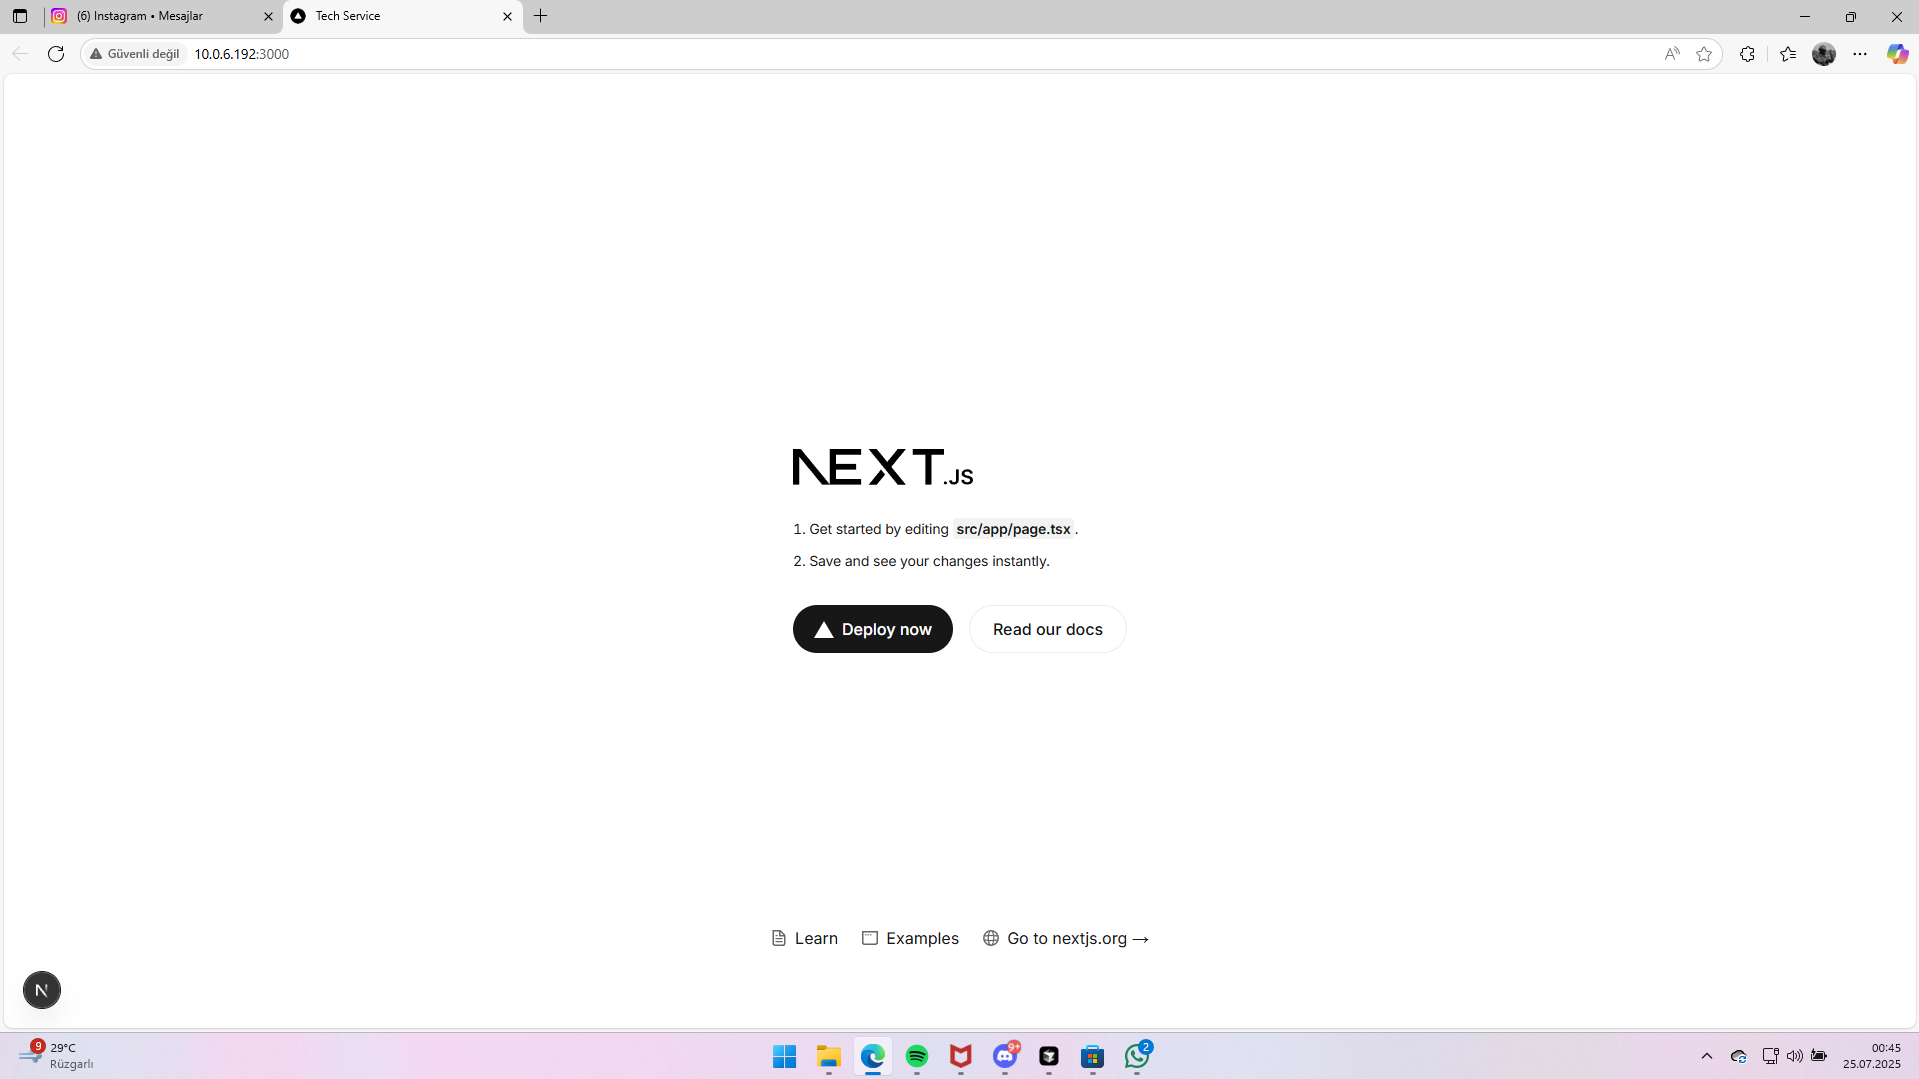 (6) Instagram • Mesajlar
Tech Service
Güvenli değil
10.0.6.192:3000
NEXT.JS
1. Get started by editing src/app/page.tsx.
2. Save and see your changes instantly.
Deploy now
Read our docs
Learn
Examples
Go to nextjs.org →
N
9
29°C
Rüzgarlı
9+
2
00:45
25.07.2025